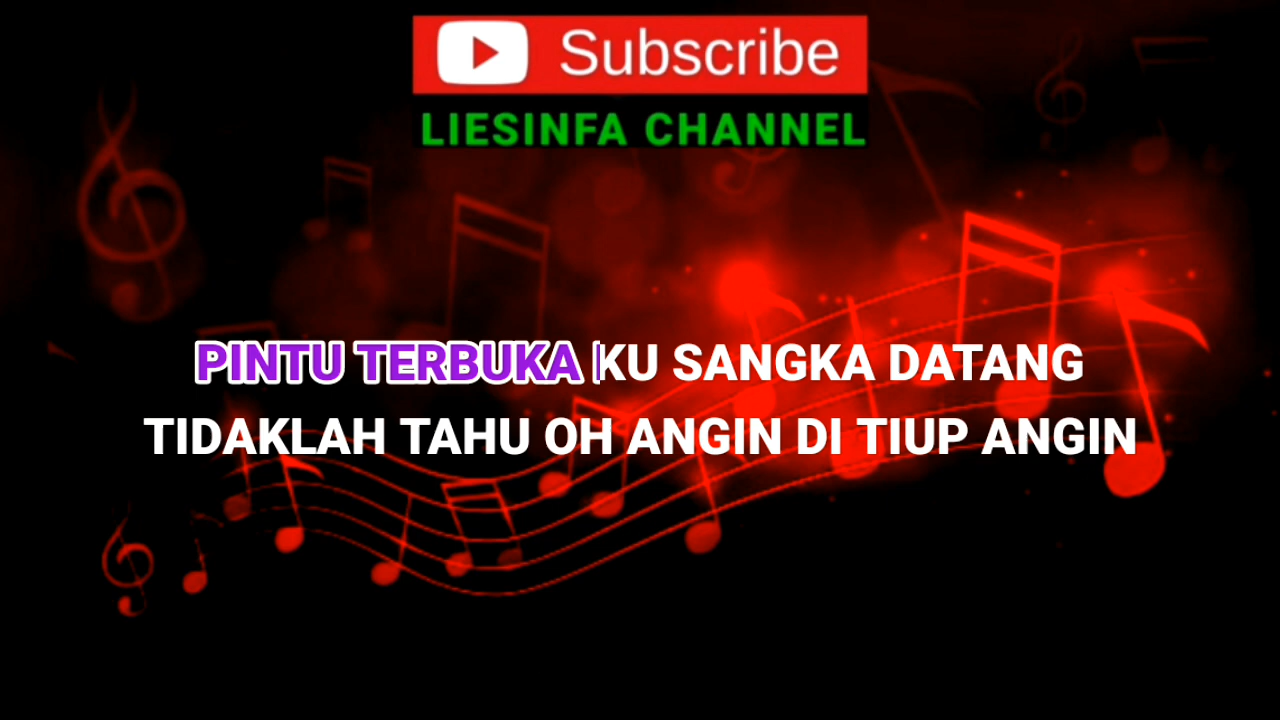 Subscribe
LIESINFA CHANNEL
PINTU TERBUKA KU SANGKA DATANG
TIDAKLAH TAHU OH ANGIN DI TIUP ANGIN